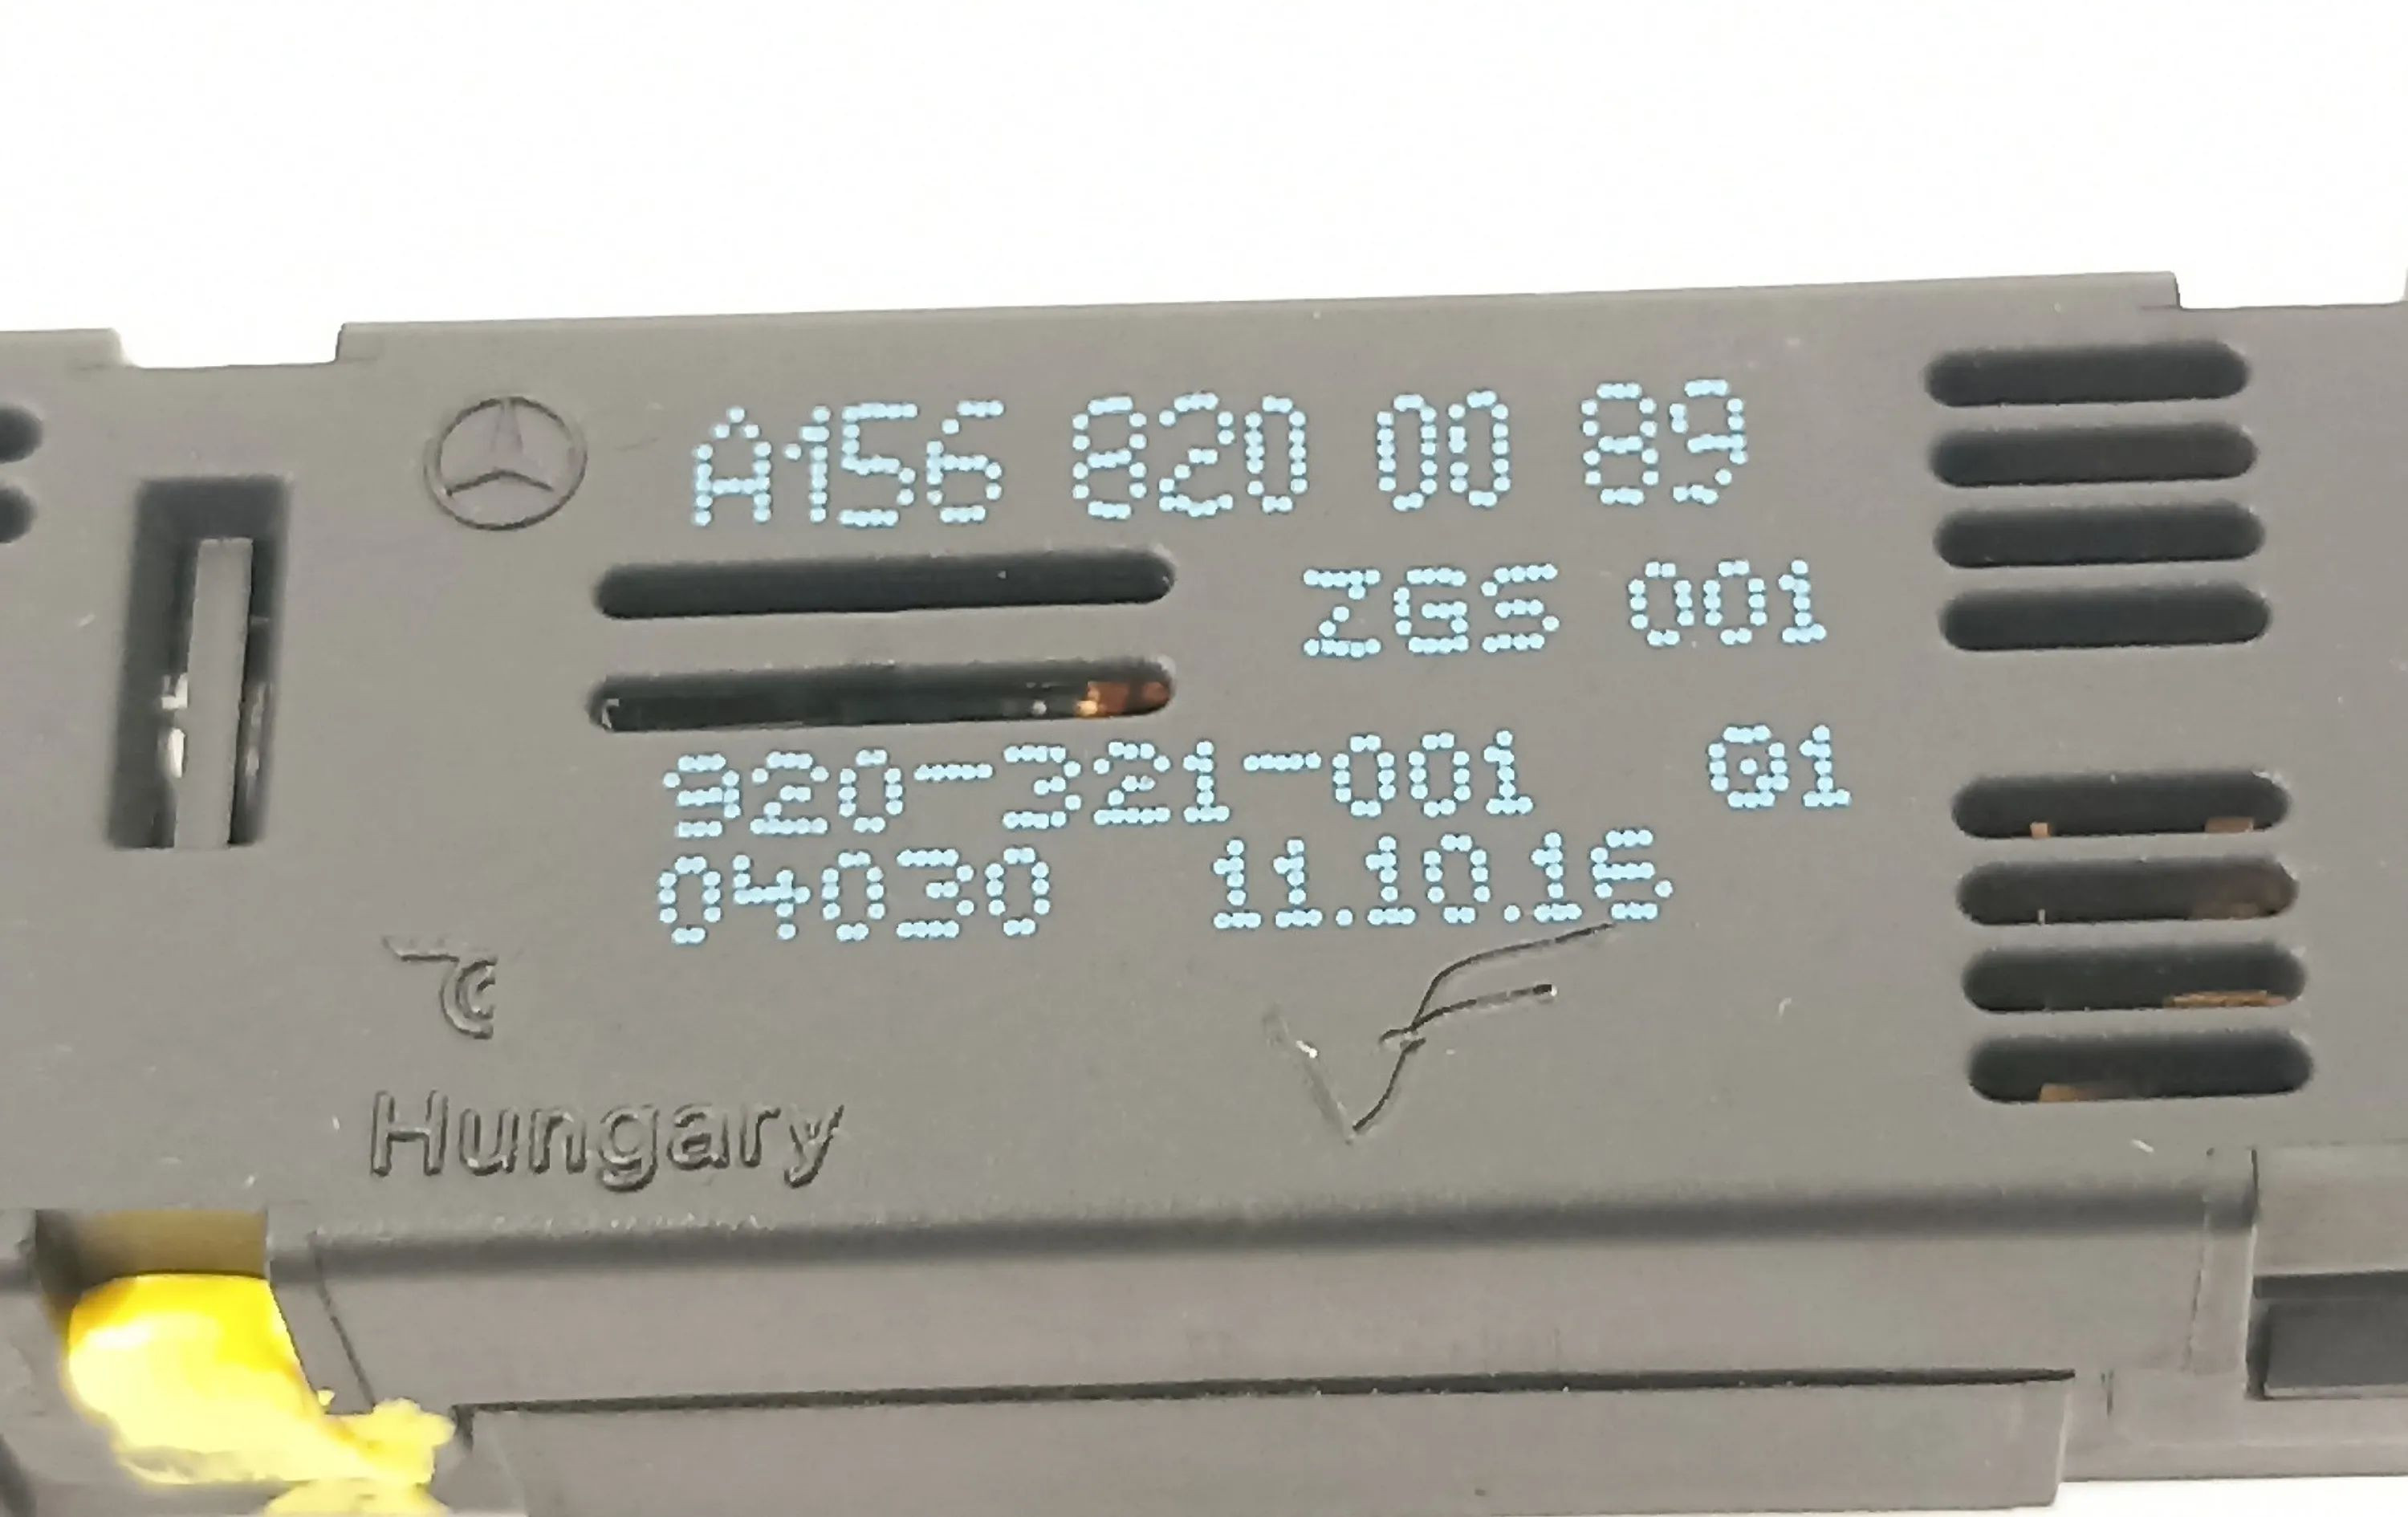 A156 820 00 89
ZGS 001
920-321-001 01
04030 11.10.16
Hungary